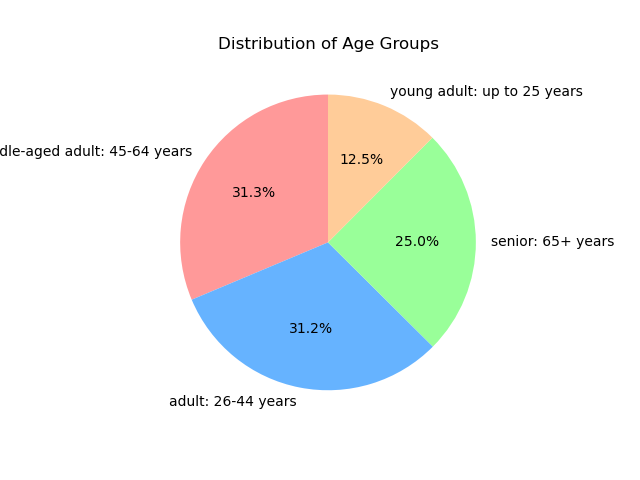 Distribution of Age Groups
young adult: up to 25 years
dle-aged adult: 45-64 years
12.5%
31.3%
25.0%
senior: 65+ years
31.2%
adult: 26-44 years